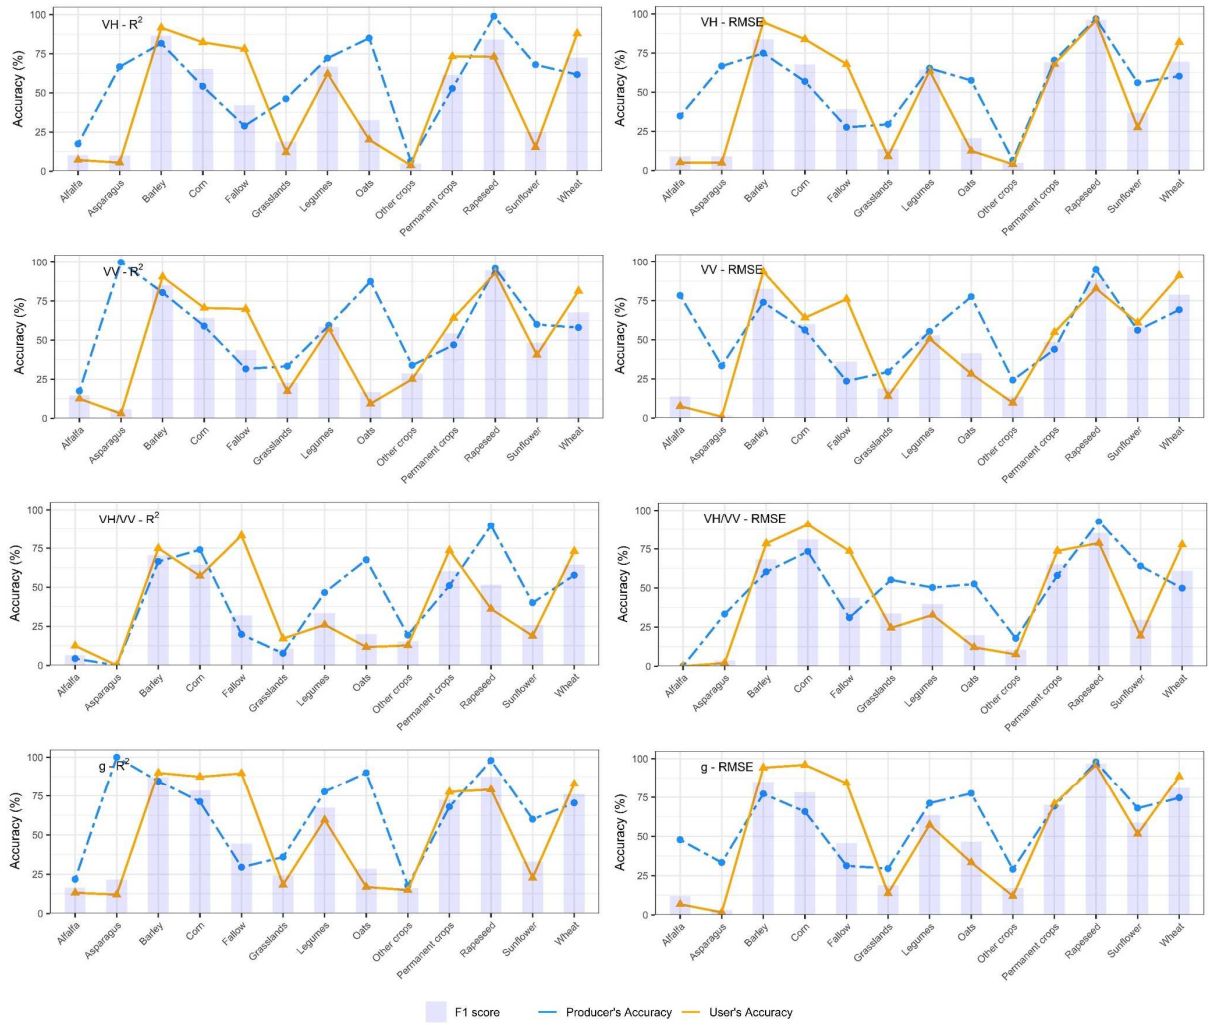 VH - R²
Accuracy (%)
100
75
50
25
0
Alfalfa
Asparagus
Barley
Corn
Fallow
Grasslands
Legumes
Oats
Other crops
Permanent crops
Rapeseed
Sunflower
Wheat
VH - RMSE
Accuracy (%)
100
75
50
25
0
Alfalfa
Asparagus
Barley
Corn
Fallow
Grasslands
Legumes
Oats
Other crops
Permanent crops
Rapeseed
Sunflower
Wheat
VV - R²
Accuracy (%)
100
75
50
25
0
Alfalfa
Asparagus
Barley
Corn
Fallow
Grasslands
Legumes
Oats
Other crops
Permanent crops
Rapeseed
Sunflower
Wheat
VV - RMSE
Accuracy (%)
100
75
50
25
0
Alfalfa
Asparagus
Barley
Corn
Fallow
Grasslands
Legumes
Oats
Other crops
Permanent crops
Rapeseed
Sunflower
Wheat
VH/VV - R²
Accuracy (%)
100
75
50
25
0
Alfalfa
Asparagus
Barley
Corn
Fallow
Grasslands
Legumes
Oats
Other crops
Permanent crops
Rapeseed
Sunflower
Wheat
VH/VV - RMSE
Accuracy (%)
100
75
50
25
0
Alfalfa
Asparagus
Barley
Corn
Fallow
Grasslands
Legumes
Oats
Other crops
Permanent crops
Rapeseed
Sunflower
Wheat
g - R²
Accuracy (%)
100
75
50
25
0
Alfalfa
Asparagus
Barley
Corn
Fallow
Grasslands
Legumes
Oats
Other crops
Permanent crops
Rapeseed
Sunflower
Wheat
g - RMSE
Accuracy (%)
100
75
50
25
0
Alfalfa
Asparagus
Barley
Corn
Fallow
Grasslands
Legumes
Oats
Other crops
Permanent crops
Rapeseed
Sunflower
Wheat
F1 score Producer's Accuracy User's Accuracy